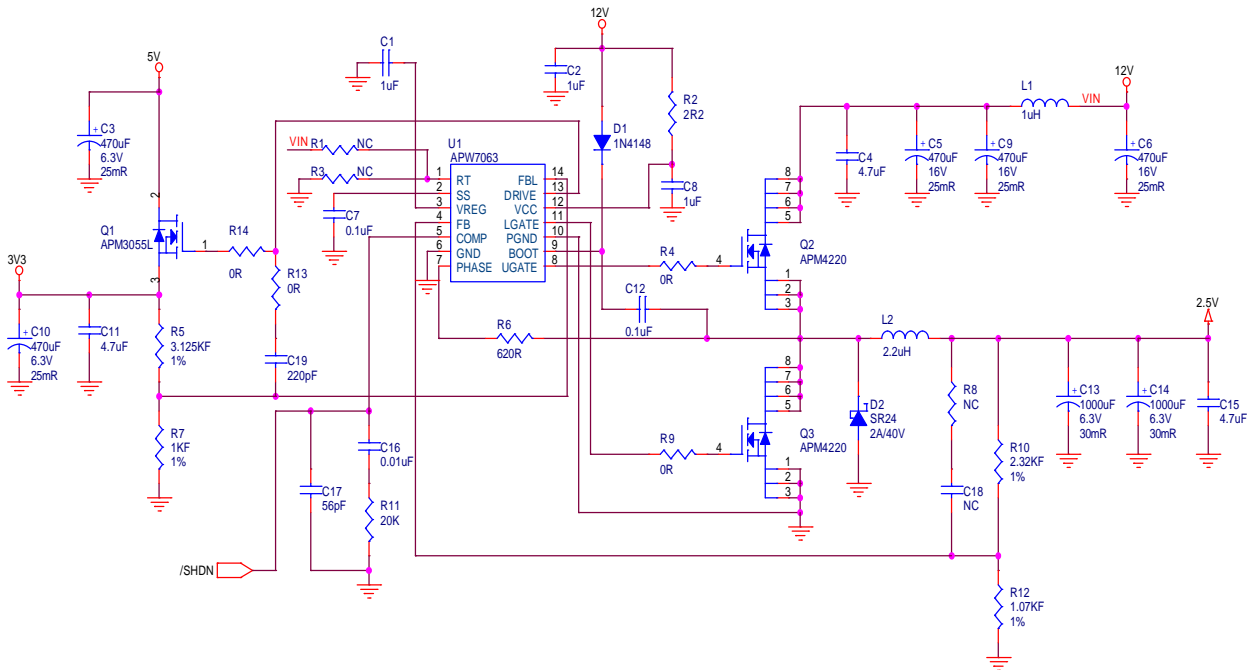 12V
C1
1uF
5V
C2
1uF
R2
2R2
12V
L1
1uH
VIN
C3
470uF
6.3V
25mR
+
D1
1N4148
VIN
R1
NC
R3
NC
U1
APW7063
1
RT
2
SS
3
VREG
4
FB
5
COMP
6
GND
7
PHASE
14
FBL
13
DRIVE
12
VCC
11
LGATE
10
PGND
9
BOOT
8
UGATE
C8
1uF
C4
4.7uF
+
C5
470uF
16V
25mR
+
C9
470uF
16V
25mR
+
C6
470uF
16V
25mR
8
7
6
5
2
Q1
APM3055L
1
3
R14
0R
C7
0.1uF
R13
0R
R4
0R
4
Q2
APM4220
1
2
3
3V3
C12
0.1uF
+
C10
470uF
6.3V
25mR
C11
4.7uF
R5
3.125KF
1%
R6
620R
L2
2.2uH
2.5V
C19
220pF
8
7
6
5
R7
1KF
1%
C16
0.01uF
C17
56pF
R11
20K
R9
0R
4
Q3
APM4220
1
2
3
D2
SR24
2A/40V
R8
NC
C18
NC
R10
2.32KF
1%
+
C13
1000uF
6.3V
30mR
+
C14
1000uF
6.3V
30mR
C15
4.7uF
/SHDN
R12
1.07KF
1%